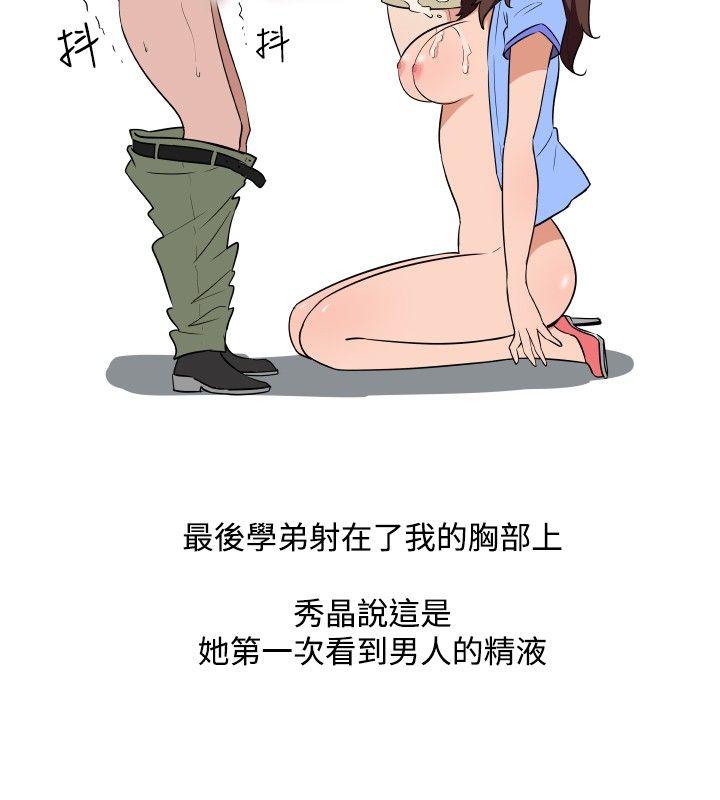 抖
抖
最後學弟射在了我的胸部上
秀晶說這是
她第一次看到男人的精液